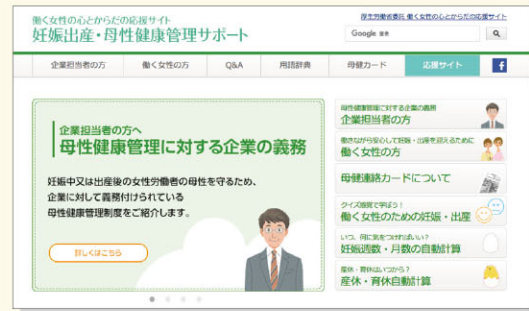 働く女性の心とからだの応援サイト
妊娠出産・母性健康管理サポート
厚生労働省委託 働く女性の心とからだの応援サイト
Google 検索
企業担当者の方
働く女性の方
Q&A
用語辞典
母健カード
応援サイト
f
企業担当者の方へ
母性健康管理に対する企業の義務
妊娠中又は出産後の女性労働者の母性を守るため、
企業に対して義務付けられている
母性健康管理制度をご紹介します。
詳しくはこちら
母性健康管理に対する企業の義務
企業担当者の方
働きながら安心して妊娠・出産を迎えるために
働く女性の方
母健連絡カードについて
クイズ感覚で学ぼう！
働く女性のための妊娠・出産
いつ、何に気をつければいい？
妊娠週数・月数の自動計算
産休・育休はいつから？
産休・育休自動計算